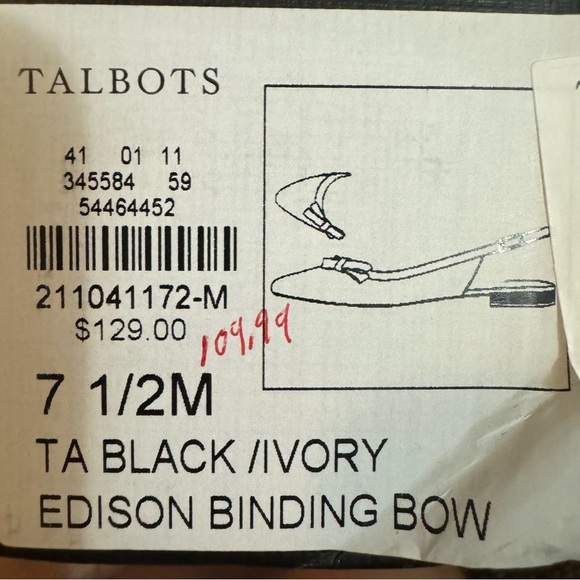 TALBOTS
41 01 11
345584 59
54464452
211041172-M
$129.00
109.99
7 1/2M
TA BLACK /IVORY
EDISON BINDING BOW